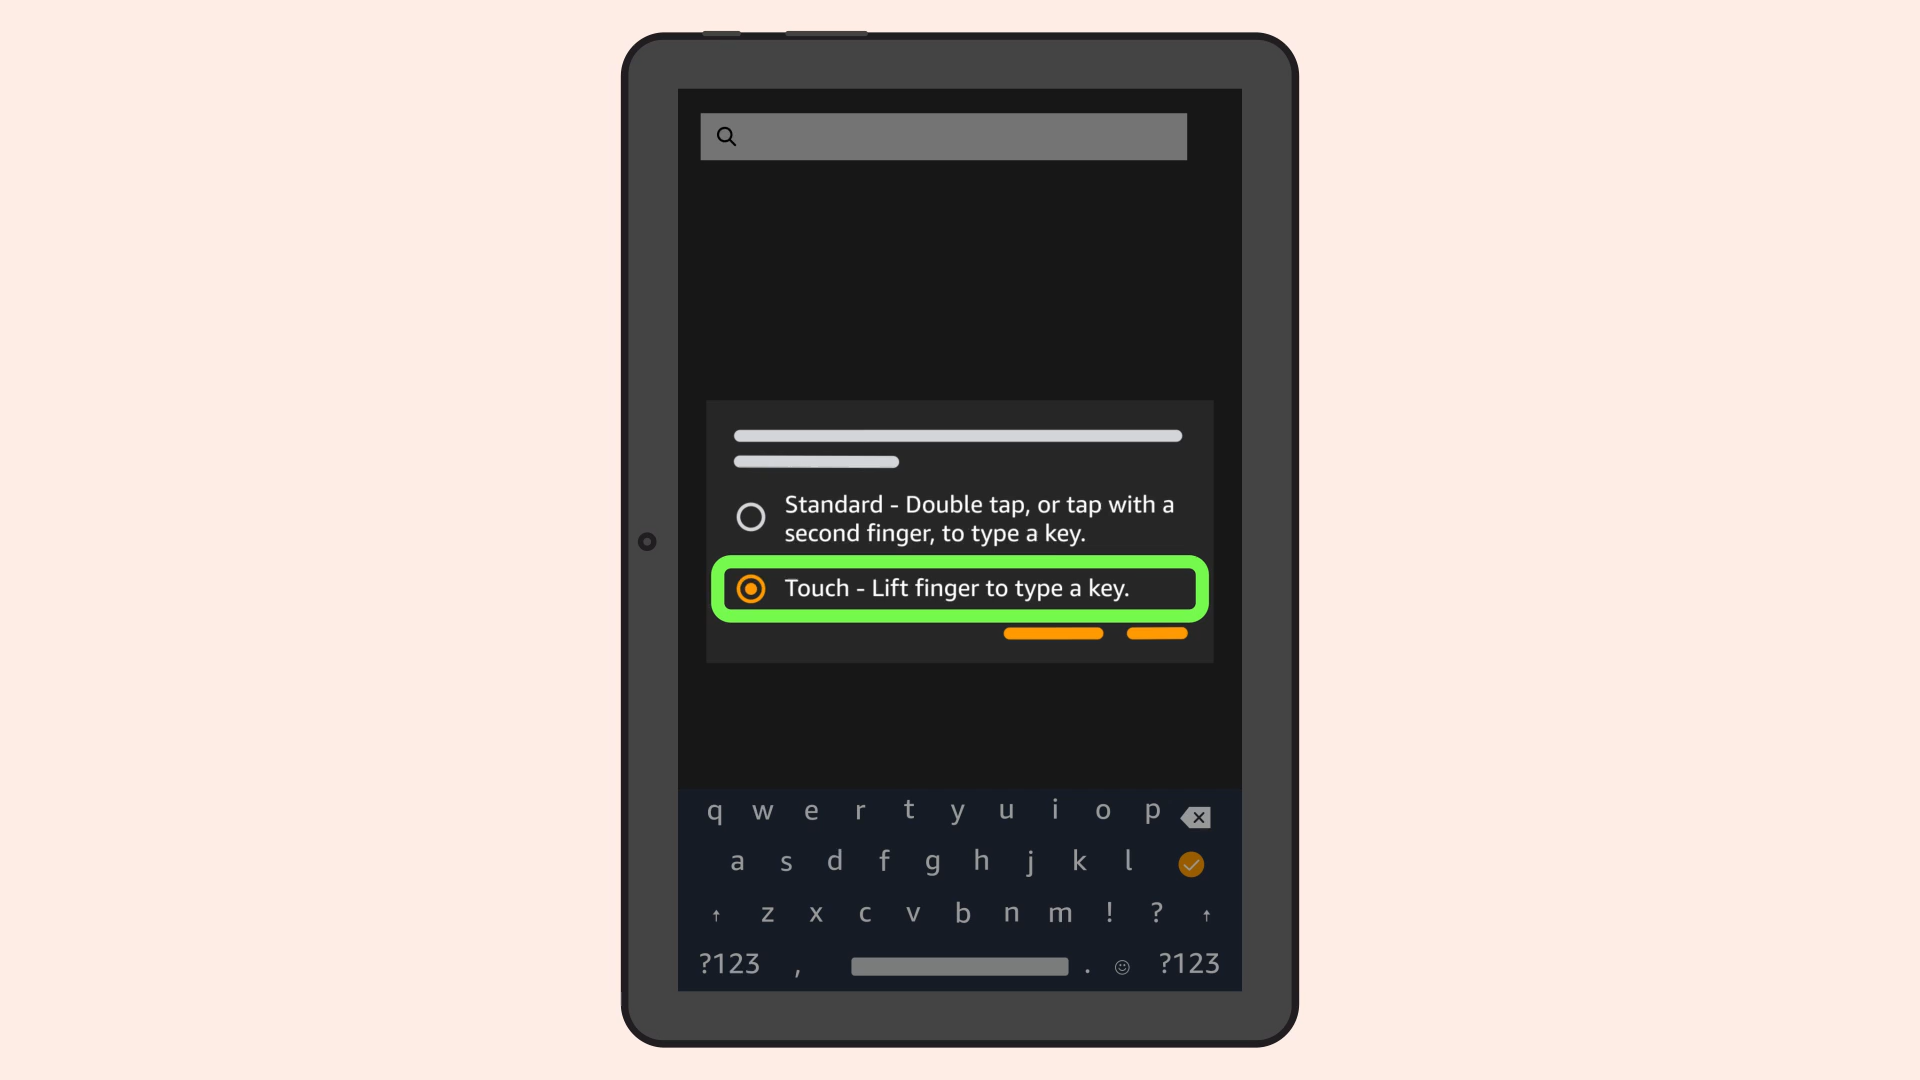 Standard - Double tap, or tap with a
second finger, to type a key.
Touch - Lift finger to type a key.
q w e r t y u i o p
a s d f g h j k l
z x c v b n m ! ?
?123 , . ?123